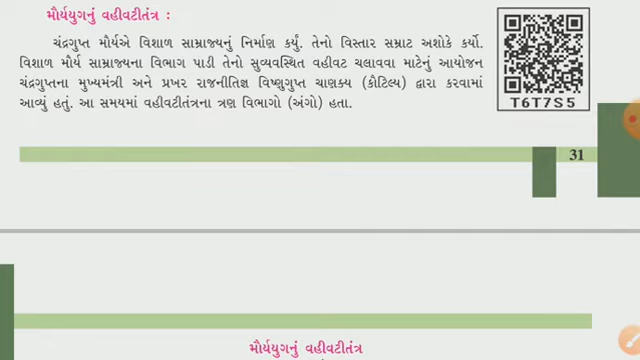 મૌર્યયુગનું વહીવટીતંત્ર :
ચંદ્રગુપ્ત મૌર્યએ વિશાળ સામ્રાજ્યનું નિર્માણ કર્યું. તેનો વિસ્તાર સમ્રાટ અશોકે કર્યો.
વિશાળ મૌર્ય સામ્રાજ્યના વિભાગ પાડી તેનો સુવ્યવસ્થિત વહીવટ ચલાવવા માટેનું આયોજન
ચંદ્રગુપ્તના મુખ્યમંત્રી અને પ્રખર રાજનીતિજ્ઞ વિષ્ણુગુપ્ત ચાણક્ય (કૌટિલ્ય) દ્વારા કરવામાં
આવ્યું હતું. આ સમયમાં વહીવટીતંત્રના ત્રણ વિભાગો (અંગો) હતા.
T6T7S5
31
મૌર્યયુગનું વહીવટીતંત્ર